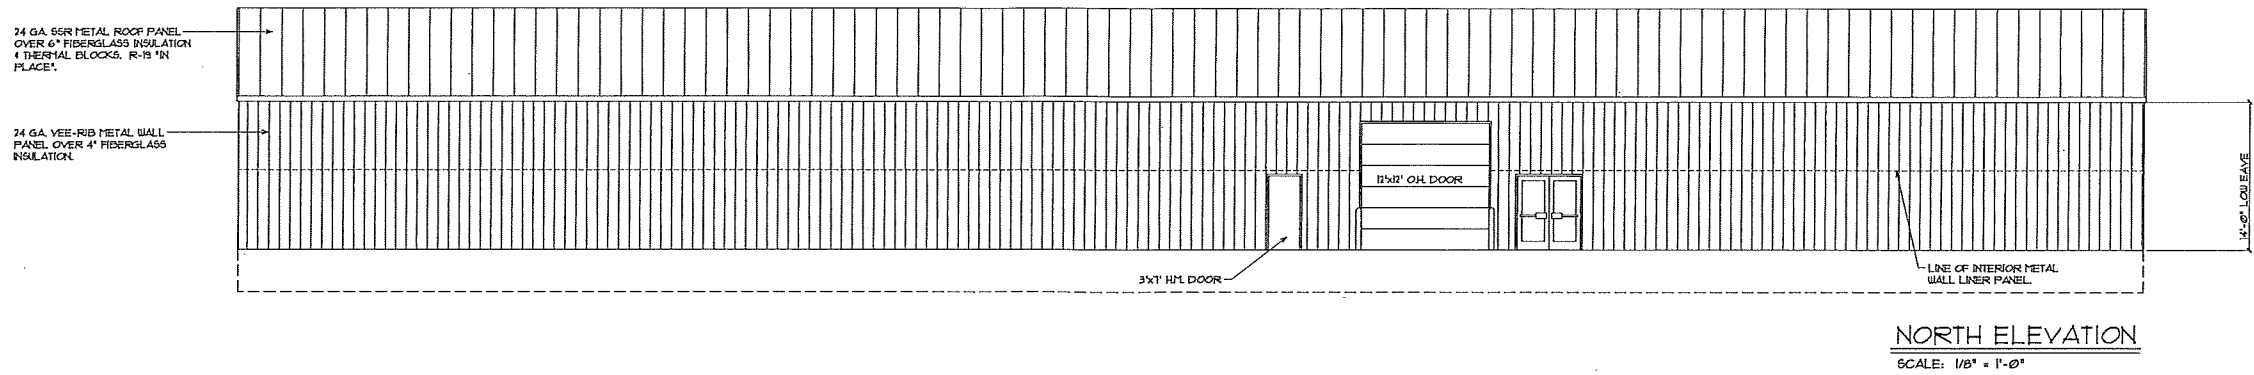 24 GA. SSR METAL ROOF PANEL
OVER 6" FIBERGLASS INSULATION
& THERMAL BLOCKS. R-19 "IN
PLACE".
24 GA. VEE-RIB METAL WALL
PANEL OVER 4" FIBERGLASS
INSULATION.
12'x12' O.H. DOOR
14'-0" LOW EAVE
3'x7' H.M. DOOR
LINE OF INTERIOR METAL
WALL LINER PANEL.
NORTH ELEVATION
SCALE: 1/8" = 1'-0"